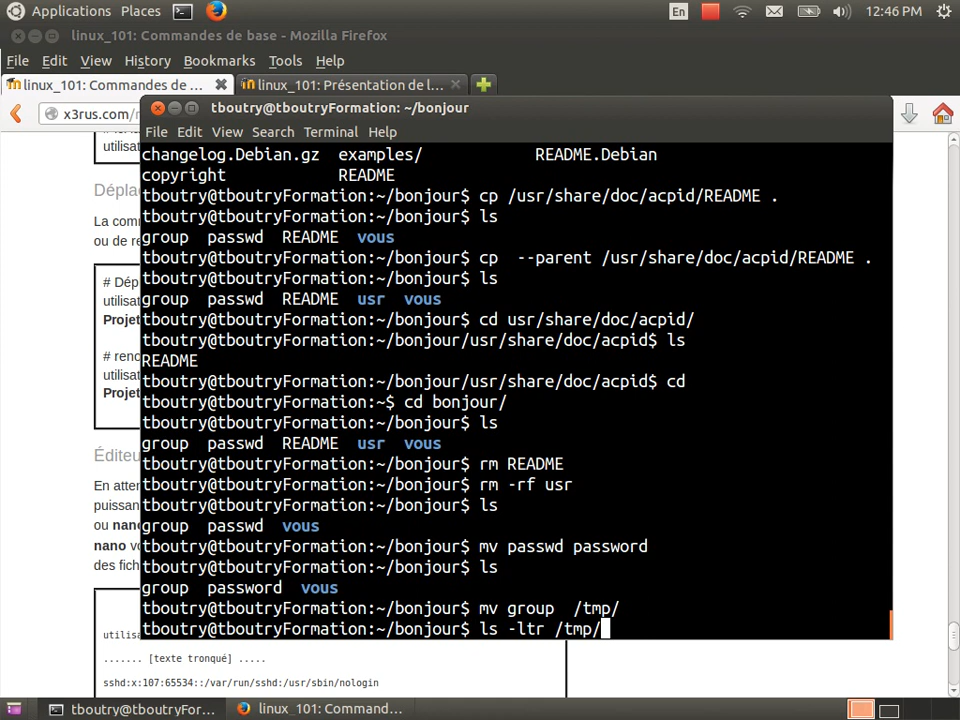 Applications Places En 12:46 PM
linux_101: Commandes de base - Mozilla Firefox
File Edit View History Bookmarks Tools Help
linux_101: Commandes de ... linux_101: Présentation de l...
x3rus.com/
tboutry@tboutryFormation: ~/bonjour
File Edit View Search Terminal Help
changelog.Debian.gz examples/ README.Debian
copyright README
tboutry@tboutryFormation:~/bonjour$ cp /usr/share/doc/acpid/README .
tboutry@tboutryFormation:~/bonjour$ ls
group passwd README vous
tboutry@tboutryFormation:~/bonjour$ cp --parent /usr/share/doc/acpid/README .
tboutry@tboutryFormation:~/bonjour$ ls
group passwd README usr vous
tboutry@tboutryFormation:~/bonjour$ cd usr/share/doc/acpid/
tboutry@tboutryFormation:~/bonjour/usr/share/doc/acpid$ ls
README
tboutry@tboutryFormation:~/bonjour/usr/share/doc/acpid$ cd
tboutry@tboutryFormation:~$ cd bonjour/
tboutry@tboutryFormation:~/bonjour$ ls
group passwd README usr vous
tboutry@tboutryFormation:~/bonjour$ rm README
tboutry@tboutryFormation:~/bonjour$ rm -rf usr
tboutry@tboutryFormation:~/bonjour$ ls
group passwd vous
tboutry@tboutryFormation:~/bonjour$ mv passwd password
tboutry@tboutryFormation:~/bonjour$ ls
group password vous
tboutry@tboutryFormation:~/bonjour$ mv group /tmp/
tboutry@tboutryFormation:~/bonjour$ ls -ltr /tmp/
utilisat
Déplac
La comm
ou de re
# Dép
utilisat
Projet
# reno
utilisat
Projet
Éditeu
En atten
puissan
ou nano
nano vo
des fich
utilisa
....... [texte tronqué] .....
sshd:x:107:65534::/var/run/sshd:/usr/sbin/nologin
tboutry@tboutryFor... linux_101: Command...